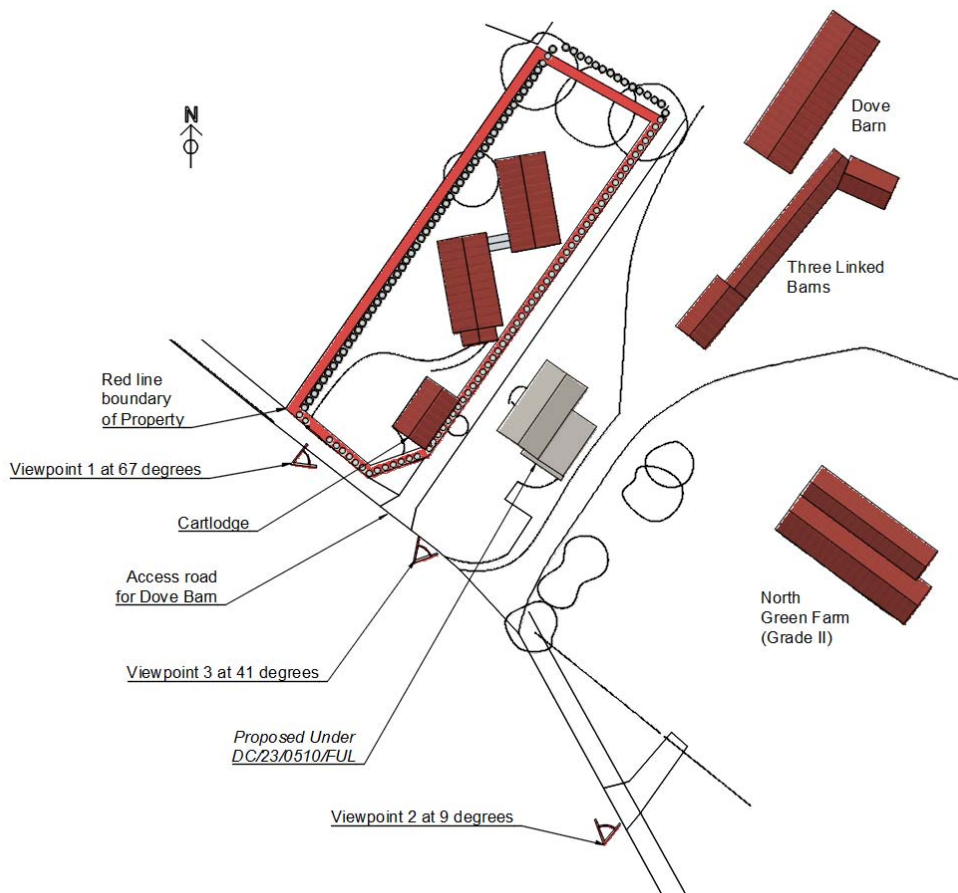 N
Dove
Barn
Three Linked
Barns
Red line
boundary
of Property
Viewpoint 1 at 67 degrees
Cartlodge
Access road
for Dove Barn
North
Green Farm
(Grade II)
Viewpoint 3 at 41 degrees
Proposed Under
DC/23/0510/FUL
Viewpoint 2 at 9 degrees